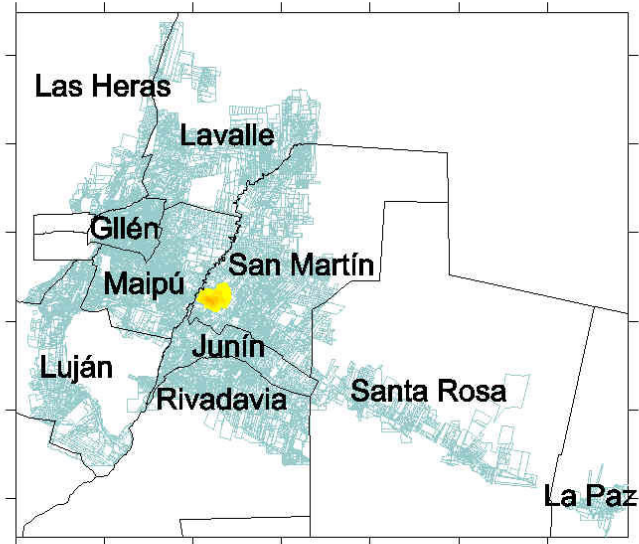 Las Heras
Lavalle
Gllén
San Martín
Maipú
Junín
Luján
Santa Rosa
Rivadavia
La Paz